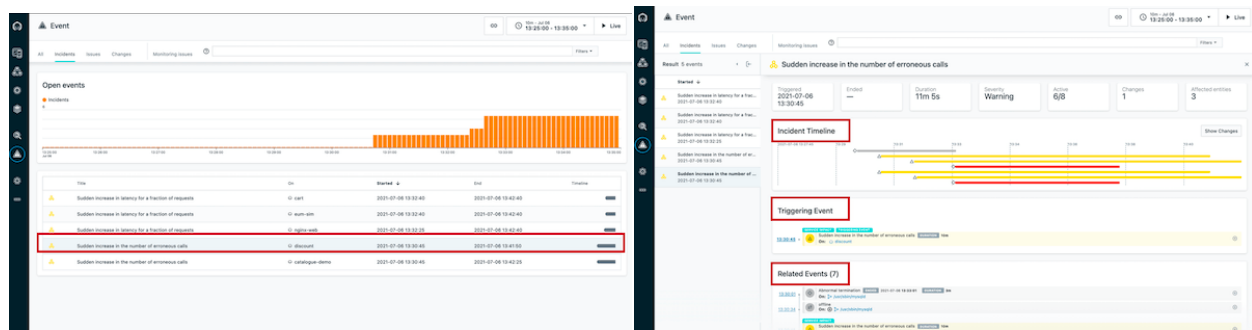 Event
10m - Jul 06
13:25:00 - 13:35:00
Live
All Incidents Issues Changes Monitoring issues
Filters
Open events
Incidents
Title On Started End Timeline
Sudden increase in latency for a fraction of requests cart 2021-07-06 13:32:40 2021-07-06 13:42:40
Sudden increase in latency for a fraction of requests eum-sim 2021-07-06 13:32:40 2021-07-06 13:42:40
Sudden increase in latency for a fraction of requests nginx-web 2021-07-06 13:32:25 2021-07-06 13:42:40
Sudden increase in the number of erroneous calls discount 2021-07-06 13:30:45 2021-07-06 13:41:50
Sudden increase in the number of erroneous calls catalogue-demo 2021-07-06 13:30:45 2021-07-06 13:42:25
Event
10m - Jul 06
13:25:00 - 13:35:00
Live
All Incidents Issues Changes Monitoring issues
Filters
Result 5 events
Started
Sudden increase in latency for a frac...
2021-07-06 13:32:40
Sudden increase in latency for a frac...
2021-07-06 13:32:40
Sudden increase in latency for a frac...
2021-07-06 13:32:25
Sudden increase in the number of er...
2021-07-06 13:30:45
Sudden increase in the number of ...
2021-07-06 13:30:45
Sudden increase in the number of erroneous calls
Triggered
2021-07-06
13:30:45
Ended
—
Duration
11m 5s
Severity
Warning
Active
6/8
Changes
1
Affected entities
3
Incident Timeline
Show Changes
Triggering Event
13:30:45
Sudden increase in the number of erroneous calls
On: discount
Related Events (7)
Abnormal termination
offline
Sudden increase in the number of erroneous calls